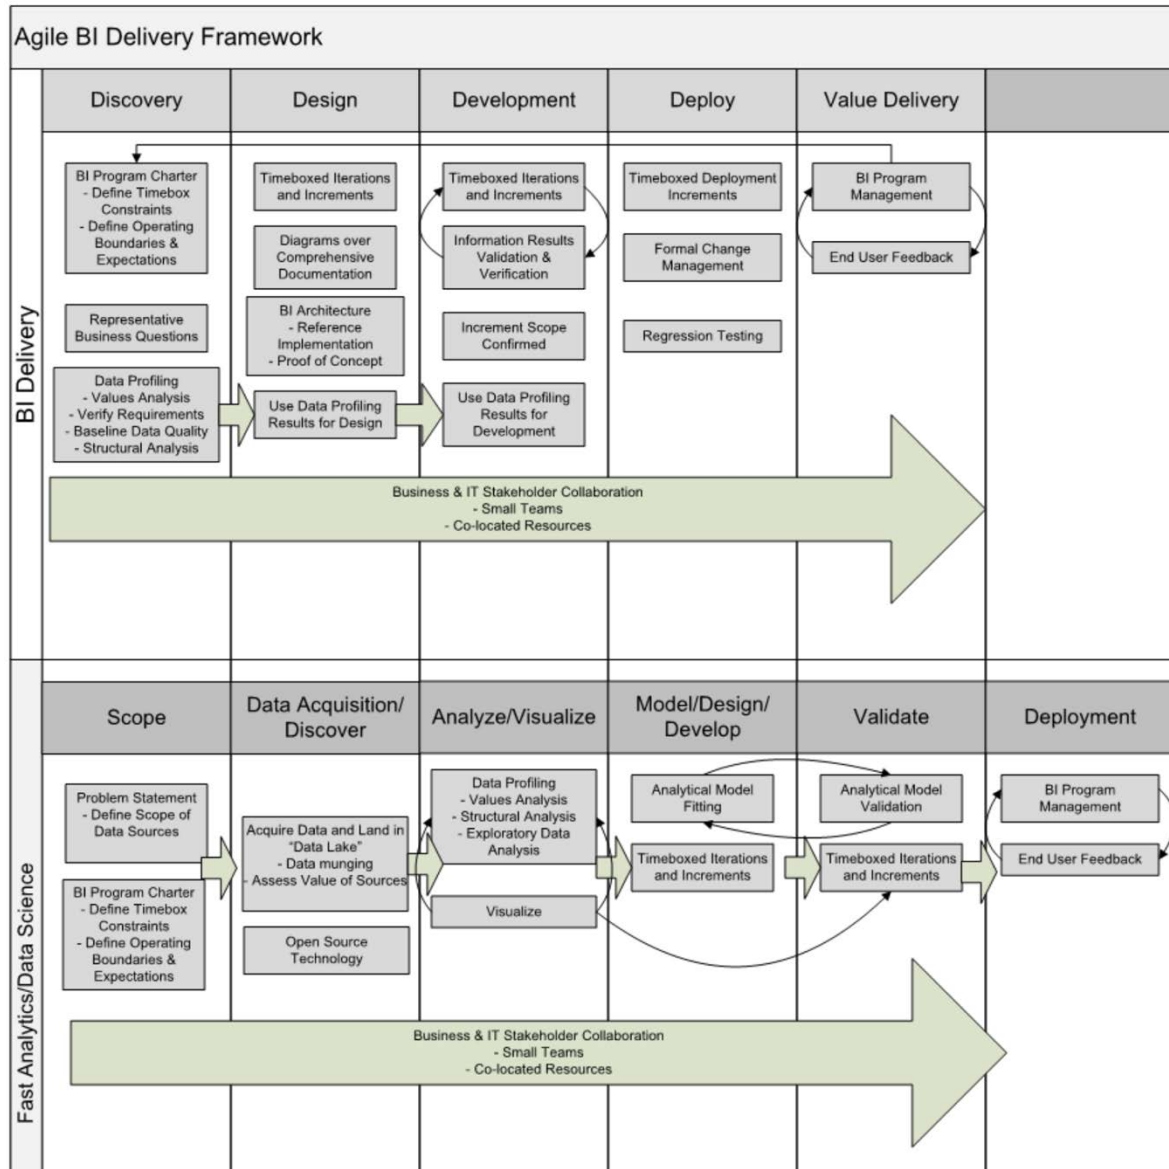 Agile BI Delivery Framework
BI Delivery
Discovery
Design
Development
Deploy
Value Delivery
BI Program Charter
- Define Timebox
Constraints
- Define Operating
Boundaries &
Expectations
Representative
Business Questions
Data Profiling
- Values Analysis
- Verify Requirements
- Baseline Data Quality
- Structural Analysis
Timeboxed Iterations
and Increments
Diagrams over
Comprehensive
Documentation
BI Architecture
- Reference
Implementation
- Proof of Concept
Use Data Profiling
Results for Design
Timeboxed Iterations
and Increments
Information Results
Validation &
Verification
Increment Scope
Confirmed
Use Data Profiling
Results for
Development
Timeboxed Deployment
Increments
Formal Change
Management
Regression Testing
BI Program
Management
End User Feedback
Business & IT Stakeholder Collaboration
- Small Teams
- Co-located Resources
Fast Analytics/Data Science
Scope
Data Acquisition/
Discover
Analyze/Visualize
Model/Design/
Develop
Validate
Deployment
Problem Statement
- Define Scope of
Data Sources
BI Program Charter
- Define Timebox
Constraints
- Define Operating
Boundaries &
Expectations
Acquire Data and Land in
“Data Lake”
- Data munging
- Assess Value of Sources
Open Source
Technology
Data Profiling
- Values Analysis
- Structural Analysis
- Exploratory Data
Analysis
Visualize
Analytical Model
Fitting
Timeboxed Iterations
and Increments
Analytical Model
Validation
Timeboxed Iterations
and Increments
BI Program
Management
End User Feedback
Business & IT Stakeholder Collaboration
- Small Teams
- Co-located Resources